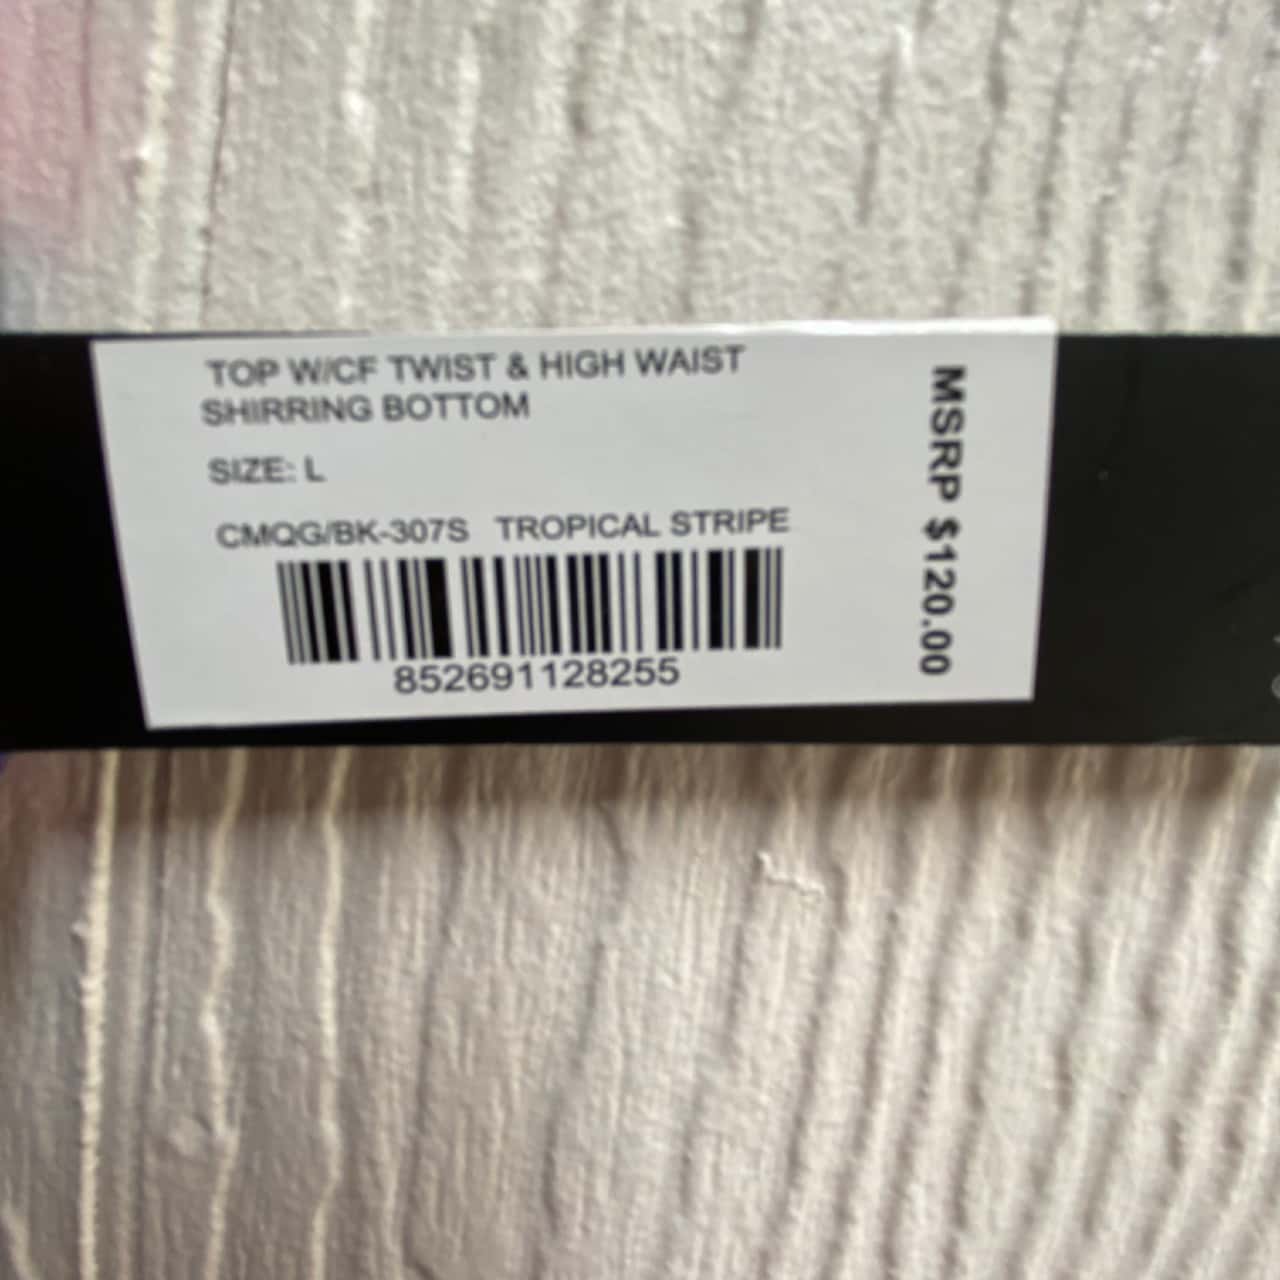 TOP W/CF TWIST & HIGH WAIST
SHIRRING BOTTOM
SIZE: L
CMQG/BK-307S TROPICAL STRIPE
852691128255
MSRP $120.00